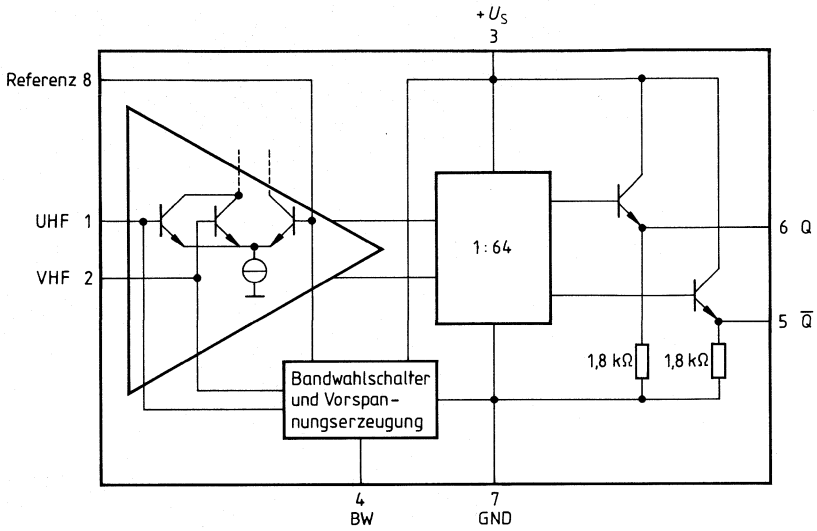 +U_S
3
Referenz 8
UHF 1
VHF 2
1:64
6 Q
5 Q̅
1,8 kΩ 1,8 kΩ
Bandwahlschalter
und Vorspan-
nungserzeugung
4
BW
7
GND